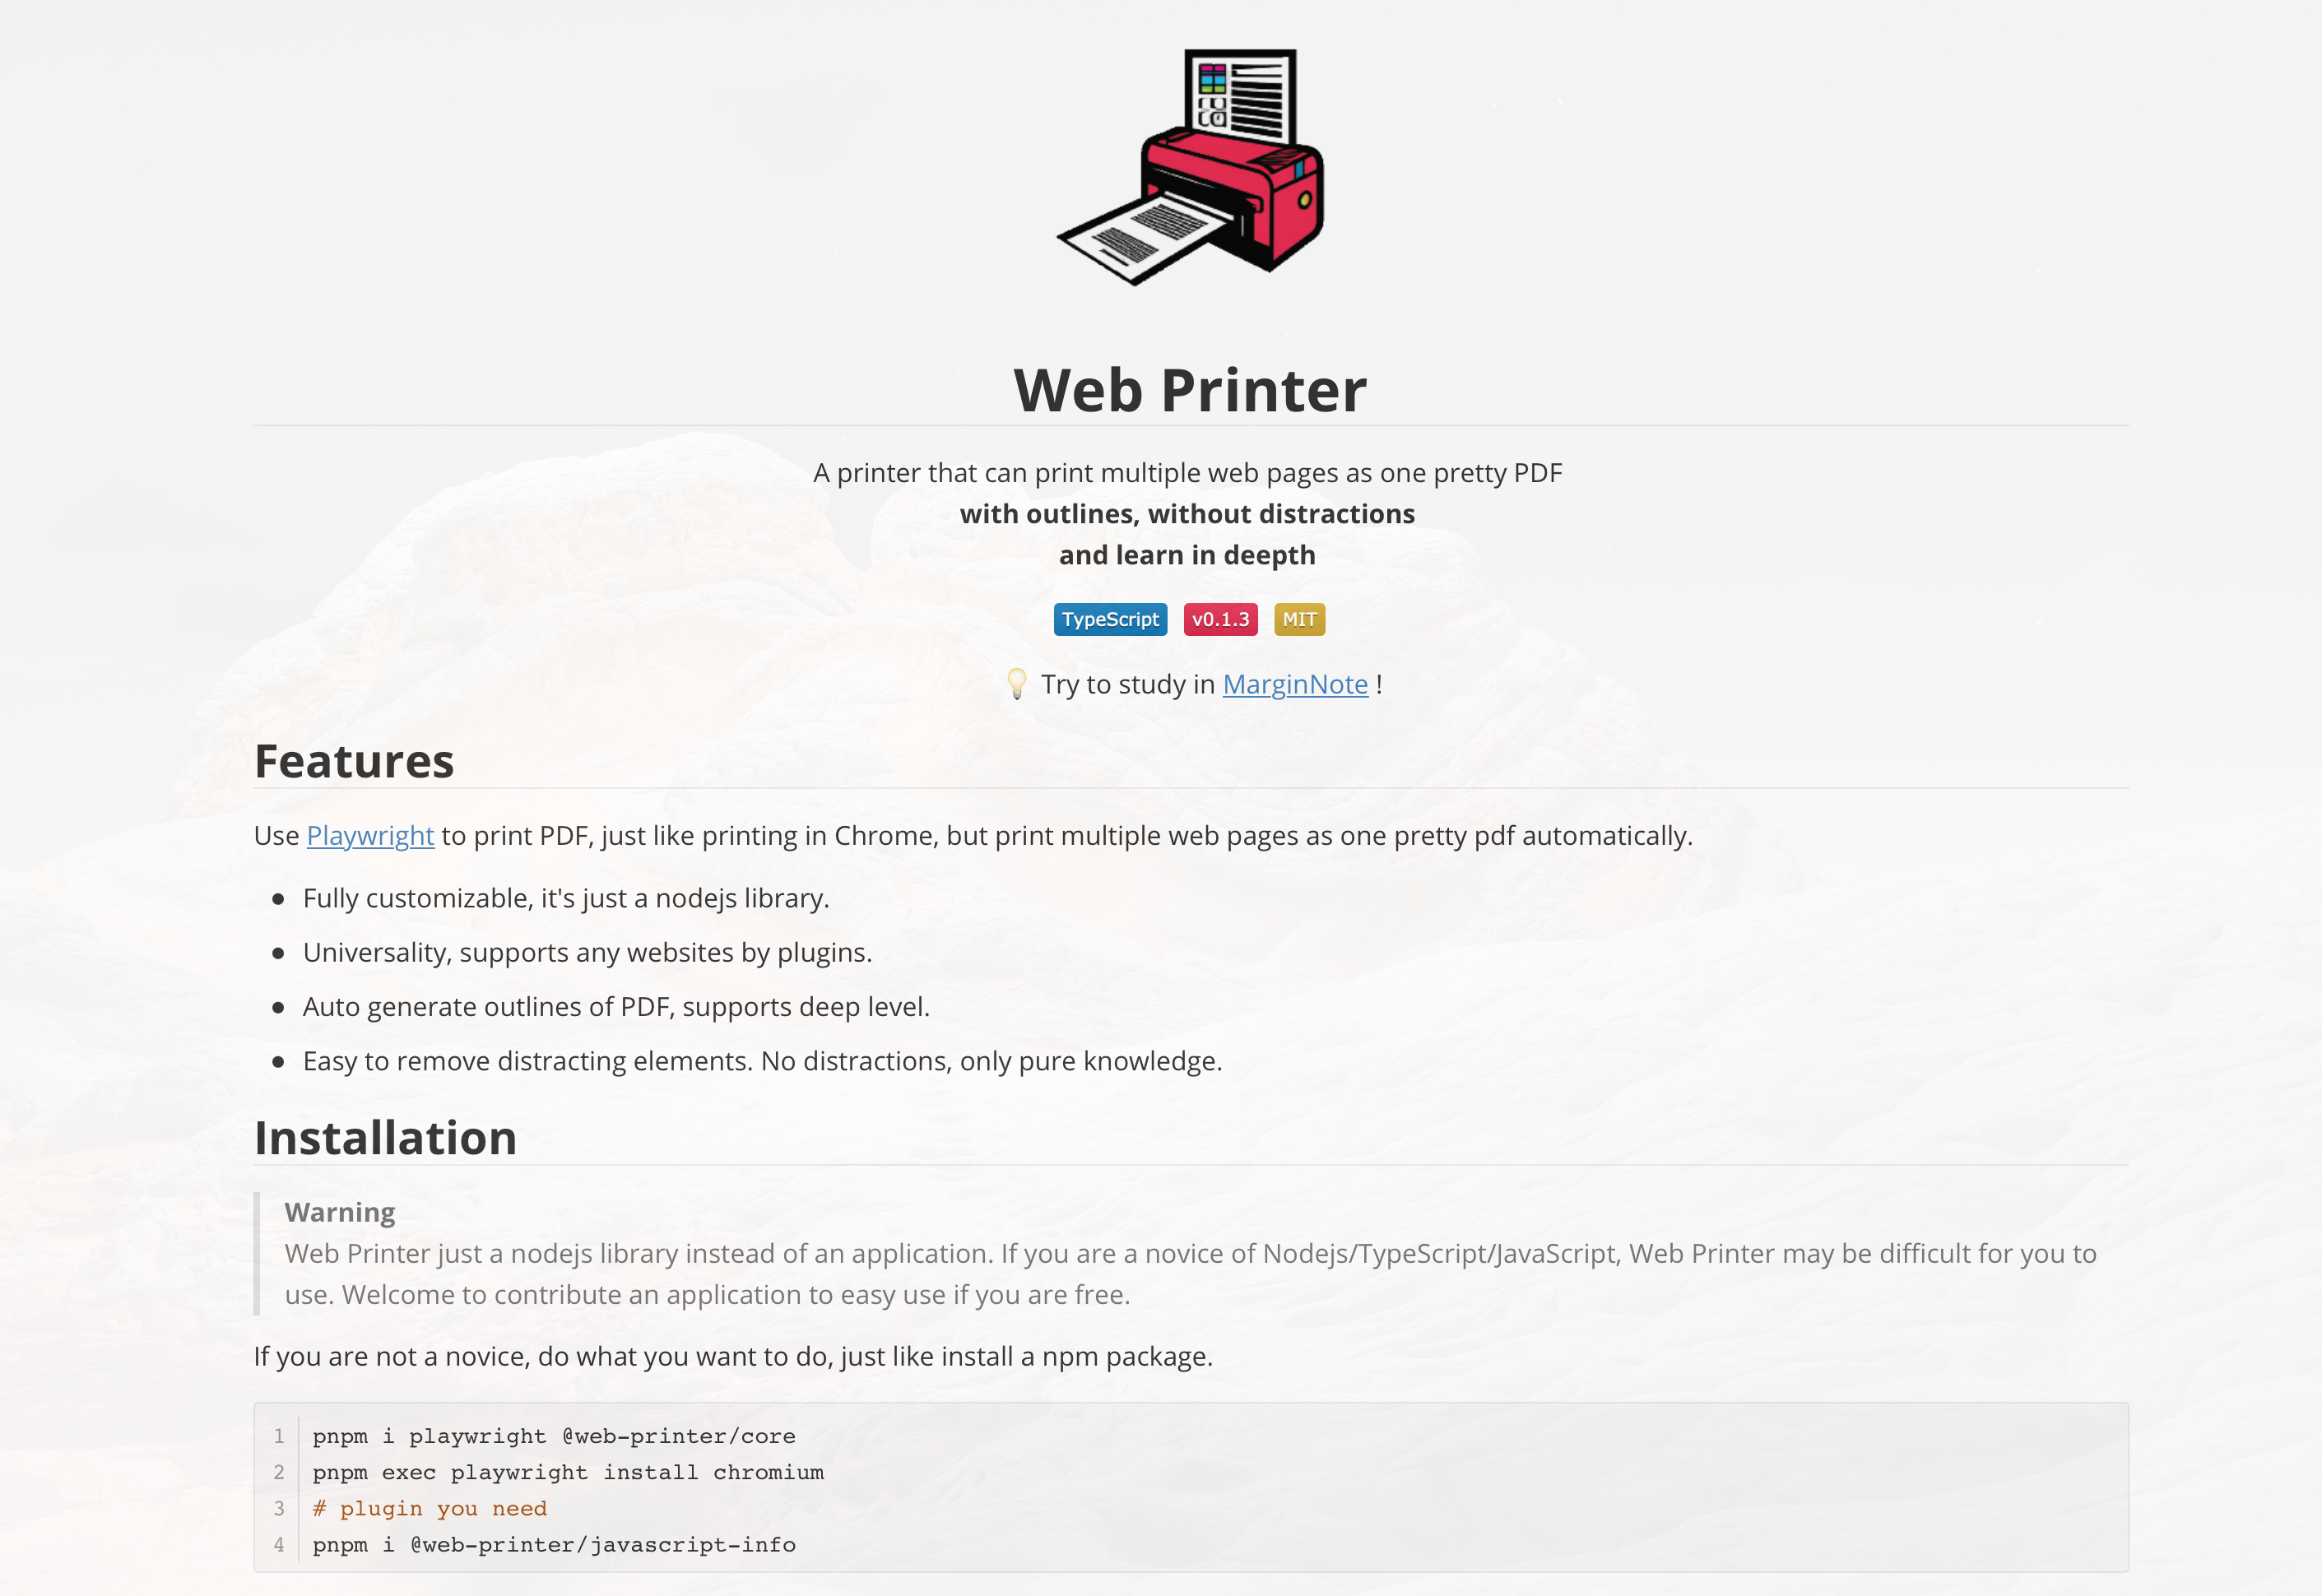 Web Printer
A printer that can print multiple web pages as one pretty PDF
with outlines, without distractions
and learn in deepth
TypeScript v0.1.3 MIT
💡 Try to study in MarginNote !
Features
Use Playwright to print PDF, just like printing in Chrome, but print multiple web pages as one pretty pdf automatically.
● Fully customizable, it's just a nodejs library.
● Universality, supports any websites by plugins.
● Auto generate outlines of PDF, supports deep level.
● Easy to remove distracting elements. No distractions, only pure knowledge.
Installation
Warning
Web Printer just a nodejs library instead of an application. If you are a novice of Nodejs/TypeScript/JavaScript, Web Printer may be difficult for you to
use. Welcome to contribute an application to easy use if you are free.
If you are not a novice, do what you want to do, just like install a npm package.
1 pnpm i playwright @web-printer/core
2 pnpm exec playwright install chromium
3 # plugin you need
4 pnpm i @web-printer/javascript-info